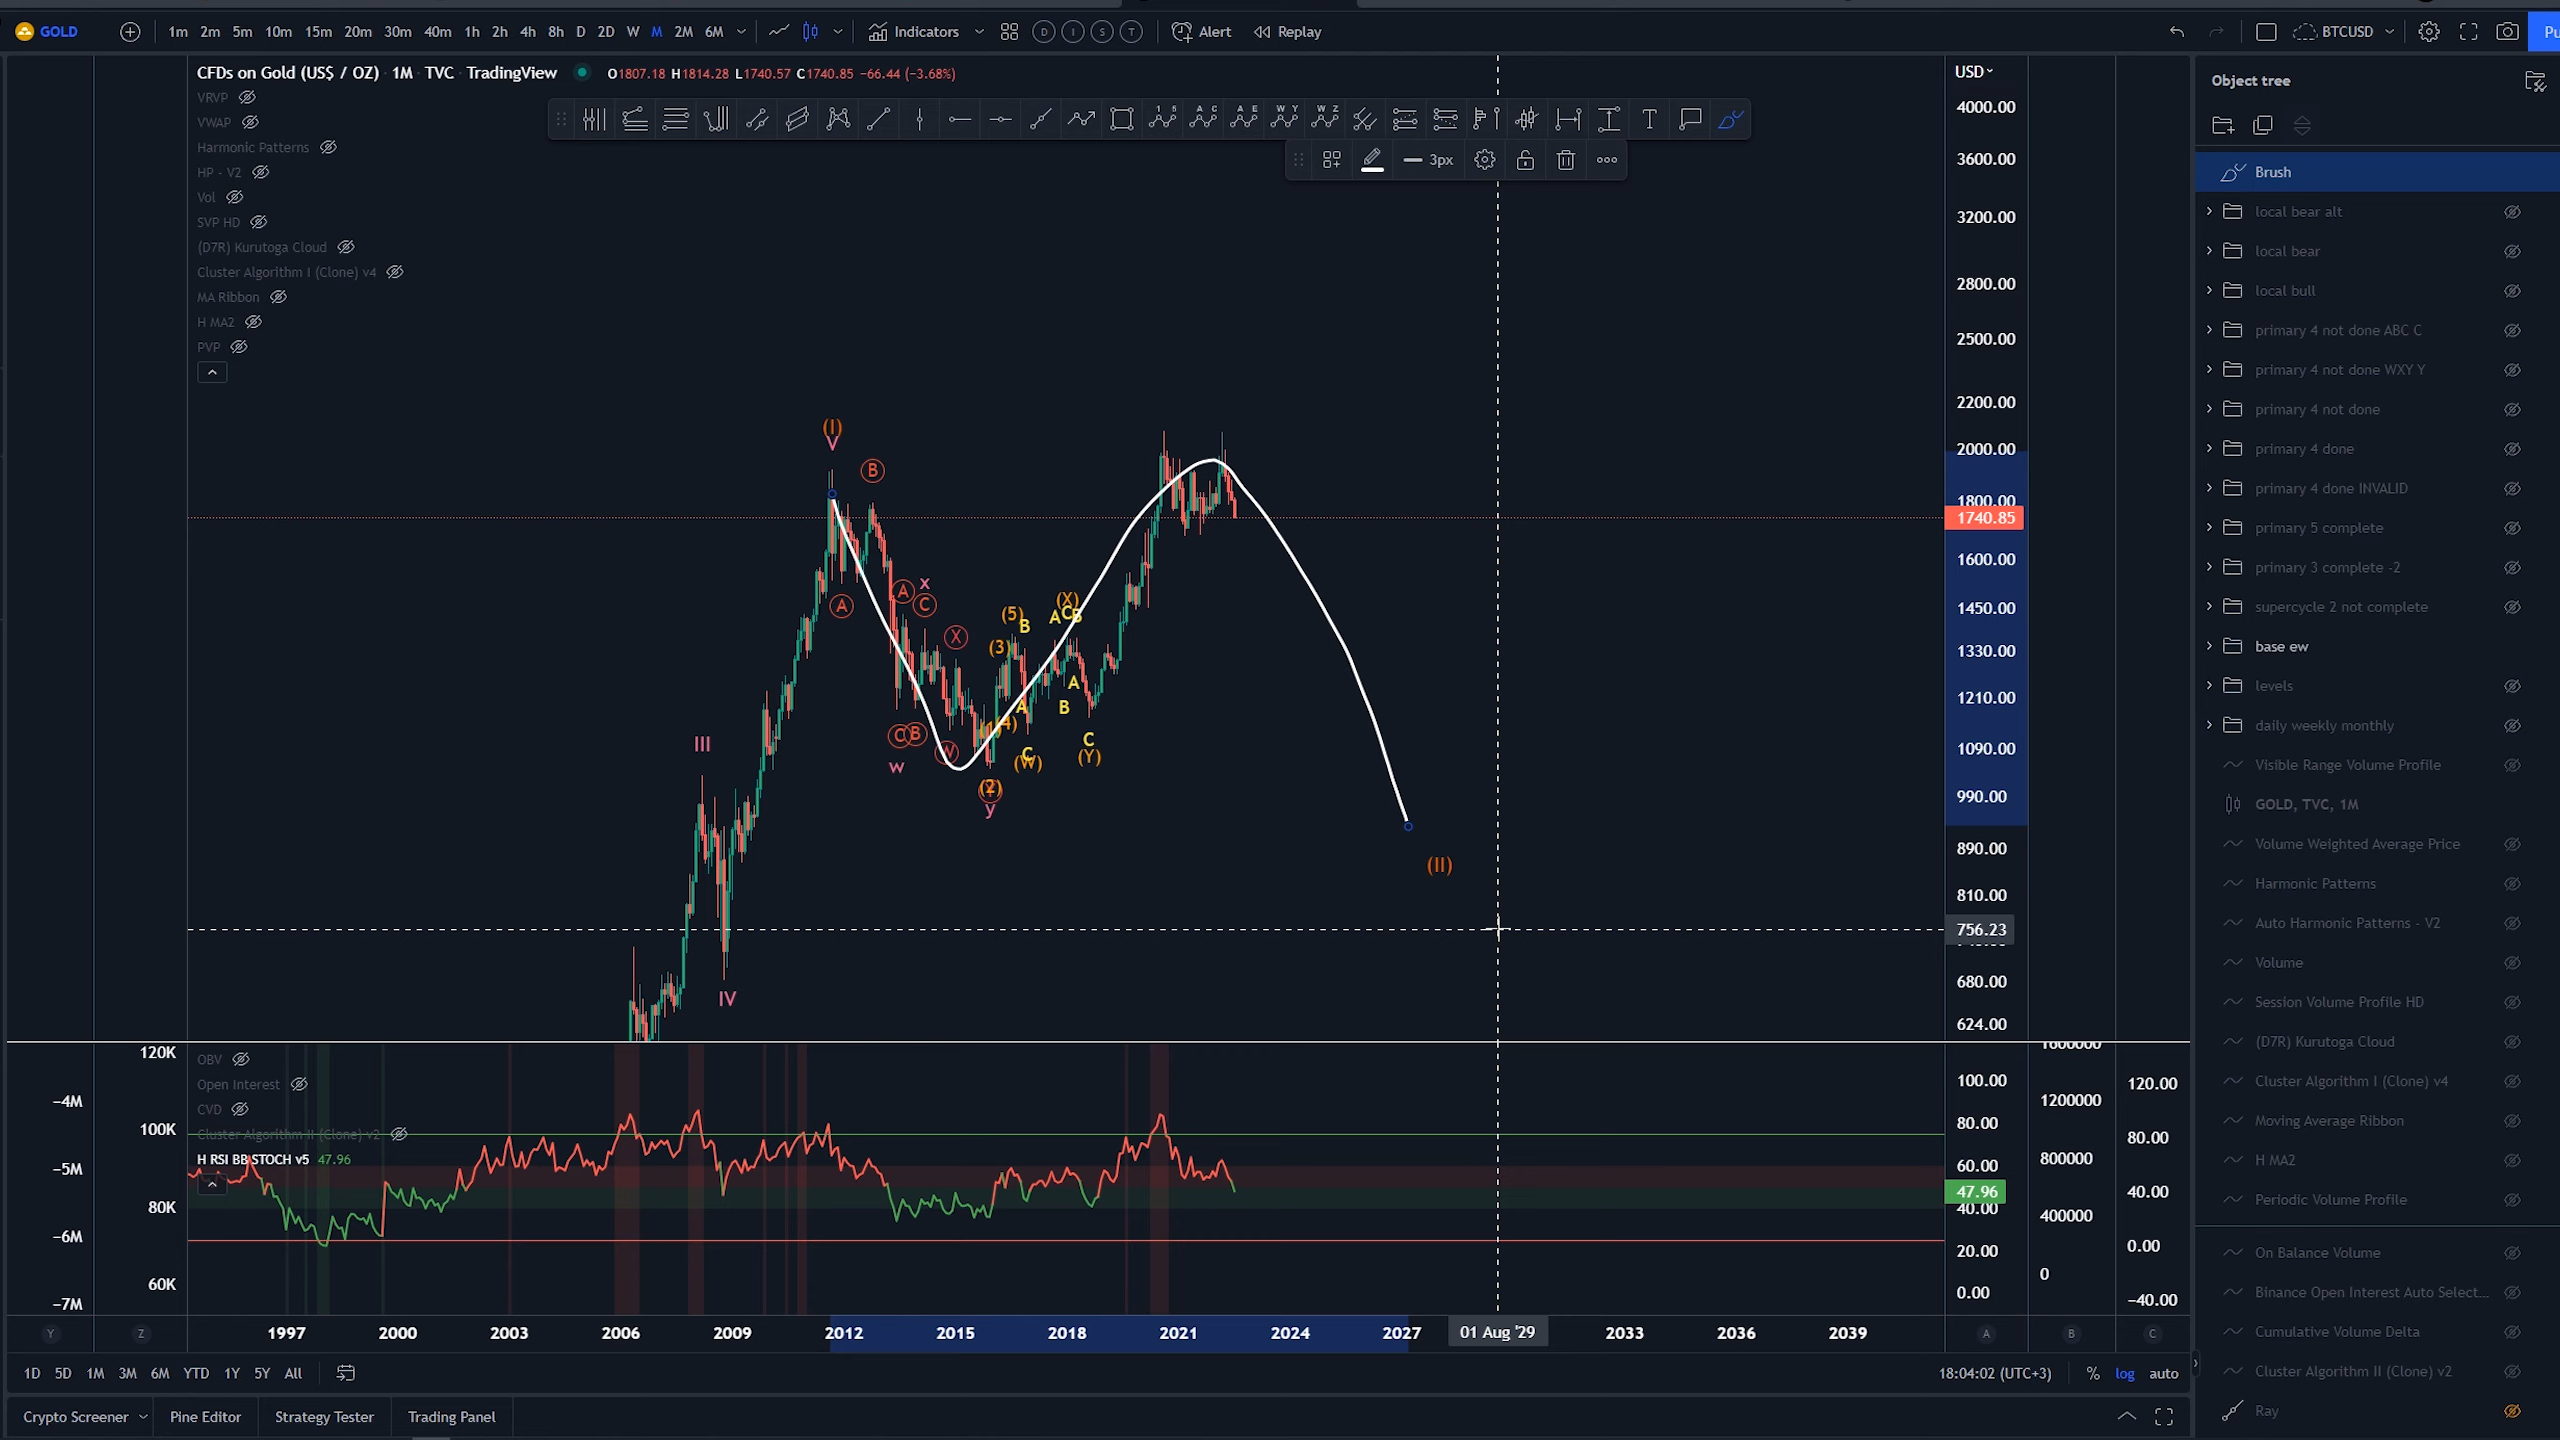 GOLD 1m 2m 5m 10m 15m 20m 30m 40m 1h 2h 4h 8h D 2D W M 2M 6M Indicators D I S T Alert Replay BTCUSD Pu
CFDs on Gold (US$ / OZ) 1M TVC TradingView O1807.18 H1814.28 L1740.57 C1740.85 −66.44 (−3.68%)
VRVP
VWAP
Harmonic Patterns
HP - V2
Vol
SVP HD
(D7R) Kurutoga Cloud
Cluster Algorithm I (Clone) v4
MA Ribbon
H MA2
PVP
1 5 A C A E W Y W Z T
3px
USD
4000.00
3600.00
3200.00
2800.00
2500.00
2200.00
2000.00
1800.00
1740.85
1600.00
1450.00
1330.00
1210.00
1090.00
990.00
890.00
810.00
756.23
680.00
624.00
(I)
V
B
A
A
x
C
X
(5)
B
(3)
(X)
A C B
A
A
B
(4)
C B
W
C
C
(W)
(Y)
w
(2)
y
III
IV
(II)
Object tree
Brush
local bear alt
local bear
local bull
primary 4 not done ABC C
primary 4 not done WXY Y
primary 4 not done
primary 4 done
primary 4 done INVALID
primary 5 complete
primary 3 complete -2
supercycle 2 not complete
base ew
levels
daily weekly monthly
Visible Range Volume Profile
GOLD, TVC, 1M
Volume Weighted Average Price
Harmonic Patterns
Auto Harmonic Patterns - V2
Volume
Session Volume Profile HD
(D7R) Kurutoga Cloud
Cluster Algorithm I (Clone) v4
Moving Average Ribbon
H MA2
Periodic Volume Profile
On Balance Volume
Binance Open Interest Auto Select...
Cumulative Volume Delta
Cluster Algorithm II (Clone) v2
Ray
OBV
Open Interest
CVD
Cluster Algorithm II (Clone) v2
H RSI BB STOCH v5 47.96
−4M
−5M
−6M
−7M
120K
100K
80K
60K
100.00
80.00
60.00
47.96
40.00
20.00
0.00
1600000
1200000
800000
400000
0
120.00
80.00
40.00
0.00
−40.00
Y Z 1997 2000 2003 2006 2009 2012 2015 2018 2021 2024 2027 01 Aug '29 2033 2036 2039 A B C
1D 5D 1M 3M 6M YTD 1Y 5Y All 18:04:02 (UTC+3) % log auto
Crypto Screener Pine Editor Strategy Tester Trading Panel